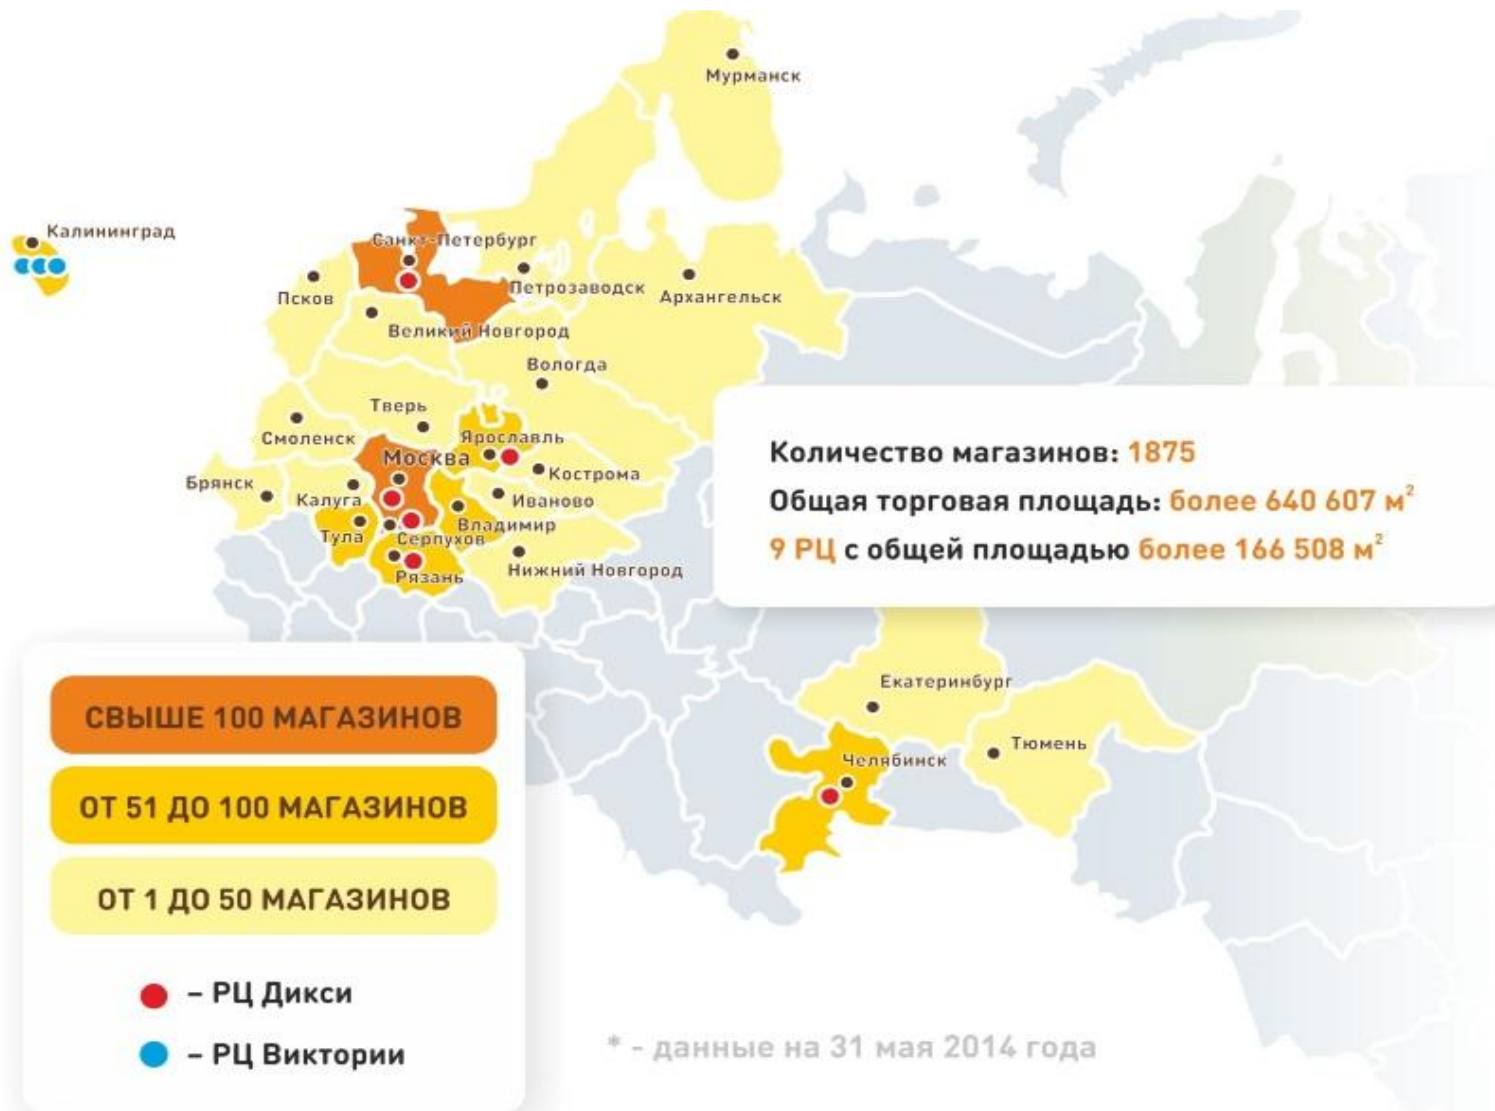 Мурманск
Калининград
Санкт-Петербург
Петрозаводск
Архангельск
Псков
Великий Новгород
Вологда
Тверь
Смоленск
Ярославль
Москва
Кострома
Брянск
Калуга
Иваново
Владимир
Тула
Серпухов
Рязань
Нижний Новгород
Количество магазинов: 1875
Общая торговая площадь: более 640 607 м²
9 РЦ с общей площадью более 166 508 м²
Екатеринбург
Тюмень
Челябинск
СВЫШЕ 100 МАГАЗИНОВ
ОТ 51 ДО 100 МАГАЗИНОВ
ОТ 1 ДО 50 МАГАЗИНОВ
– РЦ Дикси
– РЦ Виктории
* - данные на 31 мая 2014 года